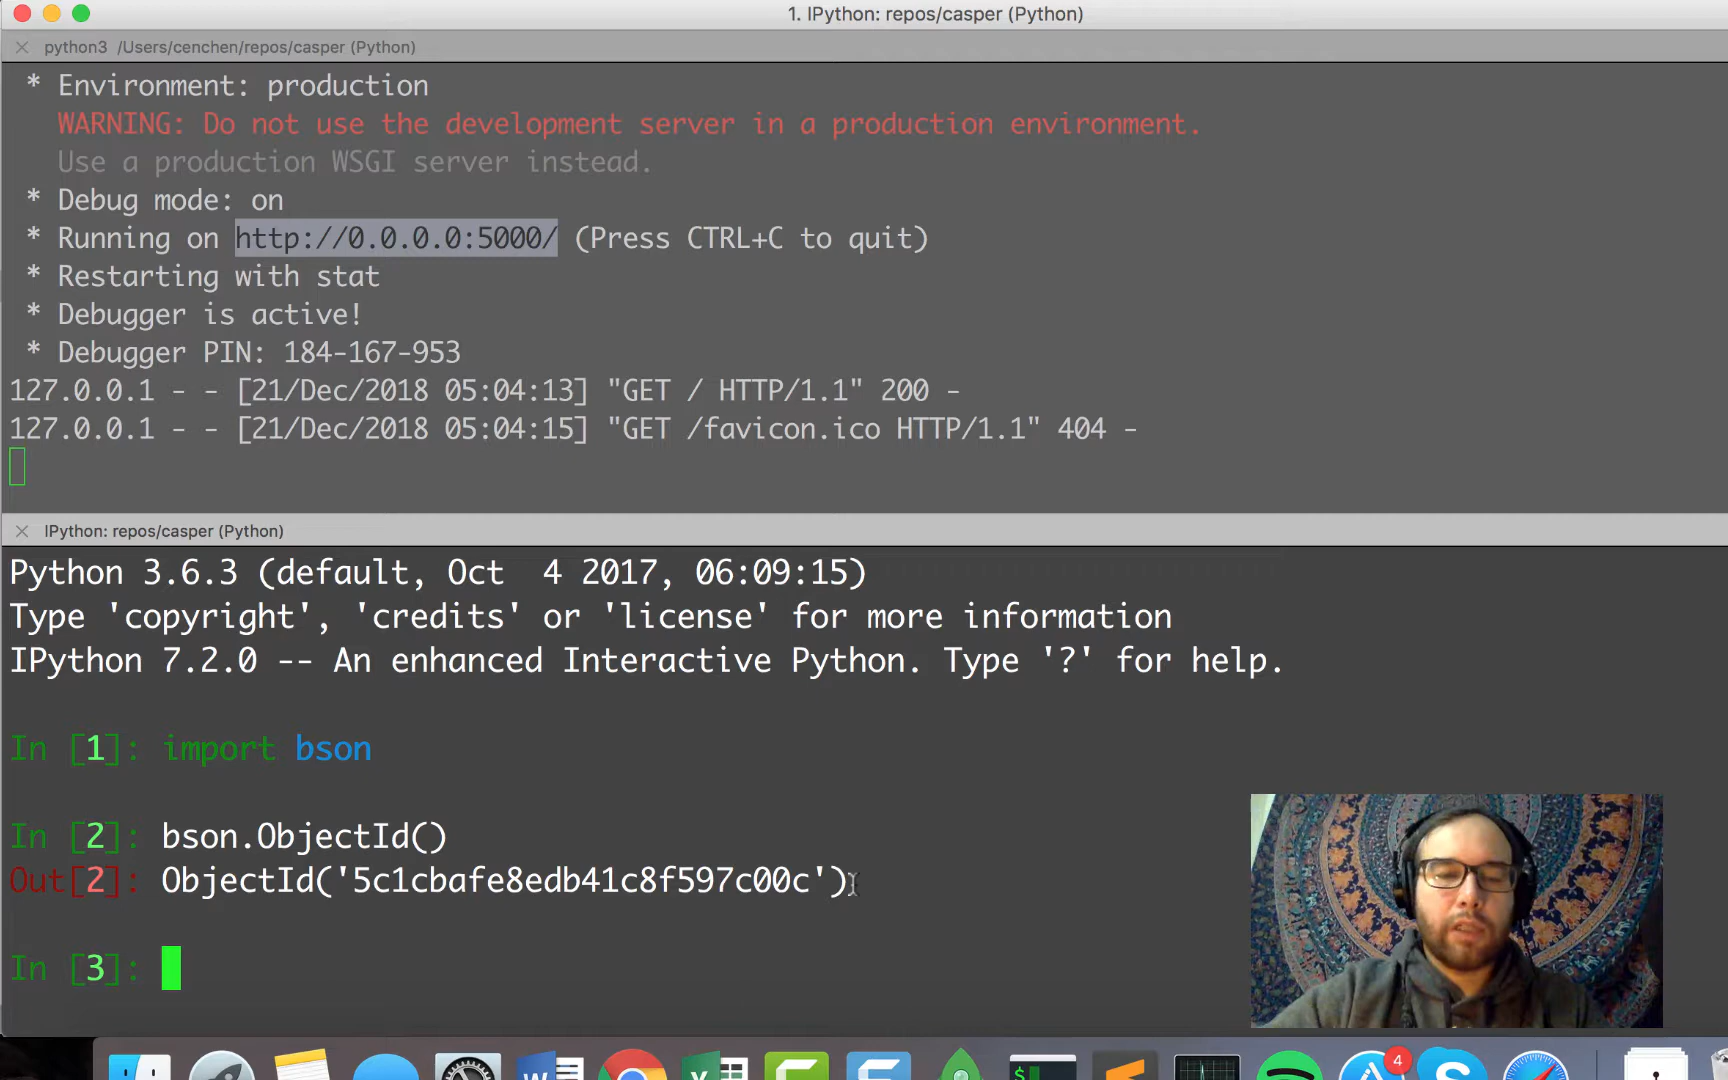 1. IPython: repos/casper (Python)
python3 /Users/cenchen/repos/casper (Python)
* Environment: production
WARNING: Do not use the development server in a production environment.
Use a production WSGI server instead.
* Debug mode: on
* Running on http://0.0.0.0:5000/ (Press CTRL+C to quit)
* Restarting with stat
* Debugger is active!
* Debugger PIN: 184-167-953
127.0.0.1 - - [21/Dec/2018 05:04:13] "GET / HTTP/1.1" 200 -
127.0.0.1 - - [21/Dec/2018 05:04:15] "GET /favicon.ico HTTP/1.1" 404 -
IPython: repos/casper (Python)
Python 3.6.3 (default, Oct  4 2017, 06:09:15)
Type 'copyright', 'credits' or 'license' for more information
IPython 7.2.0 -- An enhanced Interactive Python. Type '?' for help.
In [1]: import bson
In [2]: bson.ObjectId()
Out[2]: ObjectId('5c1cbafe8edb41c8f597c00c')
In [3]:
4